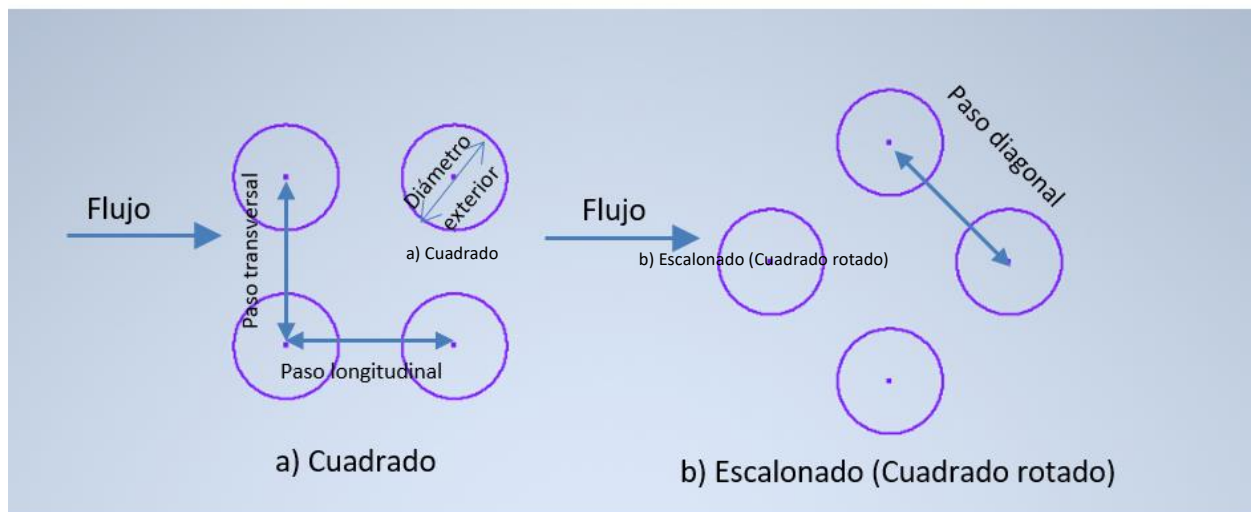 Flujo
Paso transversal
Diámetro
exterior
a) Cuadrado
Paso longitudinal
a) Cuadrado
Flujo
Paso diagonal
b) Escalonado (Cuadrado rotado)
b) Escalonado (Cuadrado rotado)